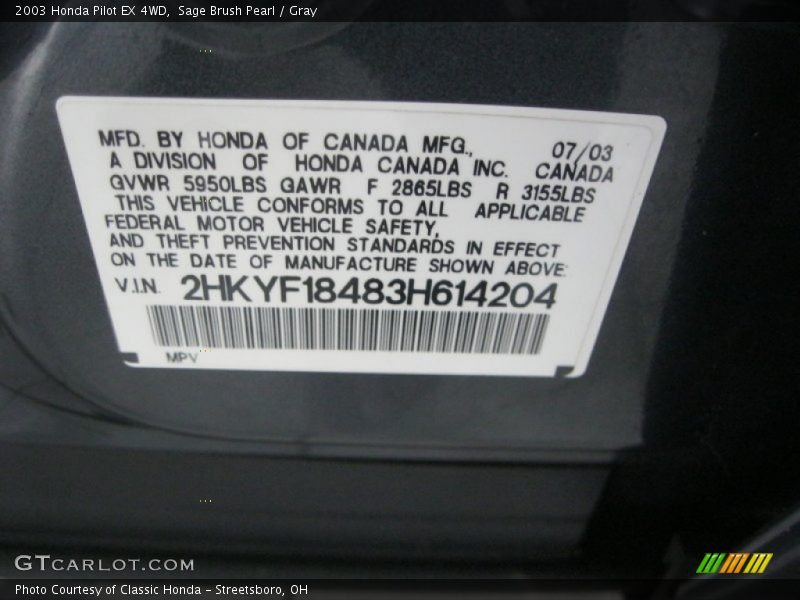 2003 Honda Pilot EX 4WD, Sage Brush Pearl / Gray
MFD. BY HONDA OF CANADA MFG., 07/03
A DIVISION OF HONDA CANADA INC. CANADA
GVWR 5950LBS GAWR F 2865LBS R 3155LBS
THIS VEHICLE CONFORMS TO ALL APPLICABLE
FEDERAL MOTOR VEHICLE SAFETY,
AND THEFT PREVENTION STANDARDS IN EFFECT
ON THE DATE OF MANUFACTURE SHOWN ABOVE:
V.I.N. 2HKYF18483H614204
MPV
GTCARLOT.COM
Photo Courtesy of Classic Honda - Streetsboro, OH